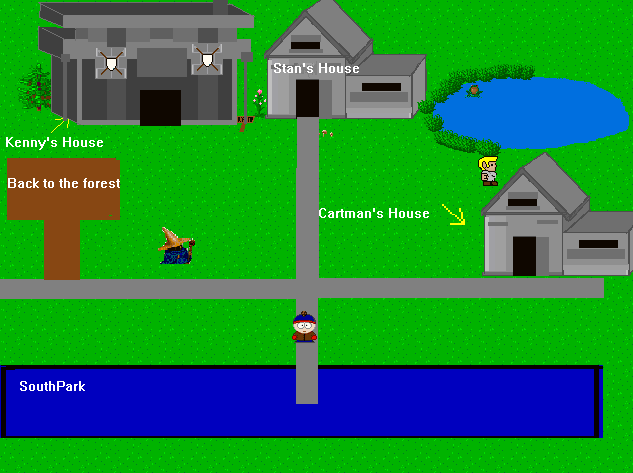 Stan's House
Kenny's House
Back to the forest
Cartman's House
SouthPark